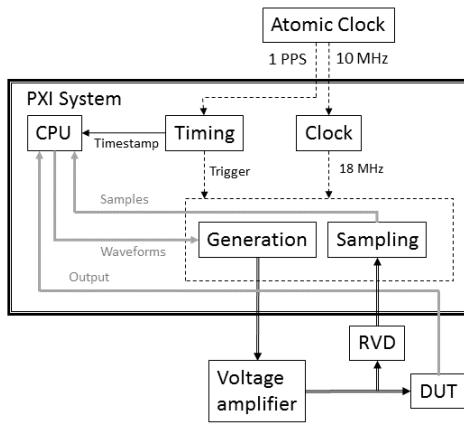 Atomic Clock
1 PPS
10 MHz
PXI System
CPU
Timing
Clock
Timestamp
Trigger
18 MHz
Samples
Generation
Sampling
Waveforms
Output
RVD
Voltage
amplifier
DUT